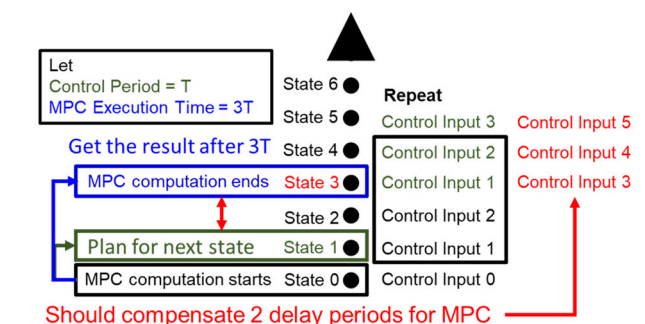 Let
Control Period = T
MPC Execution Time = 3T
State 6
Repeat
State 5
Control Input 3
Control Input 5
Get the result after 3T
State 4
Control Input 2
Control Input 4
MPC computation ends
State 3
Control Input 1
Control Input 3
State 2
Control Input 2
Plan for next state
State 1
Control Input 1
MPC computation starts
State 0
Control Input 0
Should compensate 2 delay periods for MPC